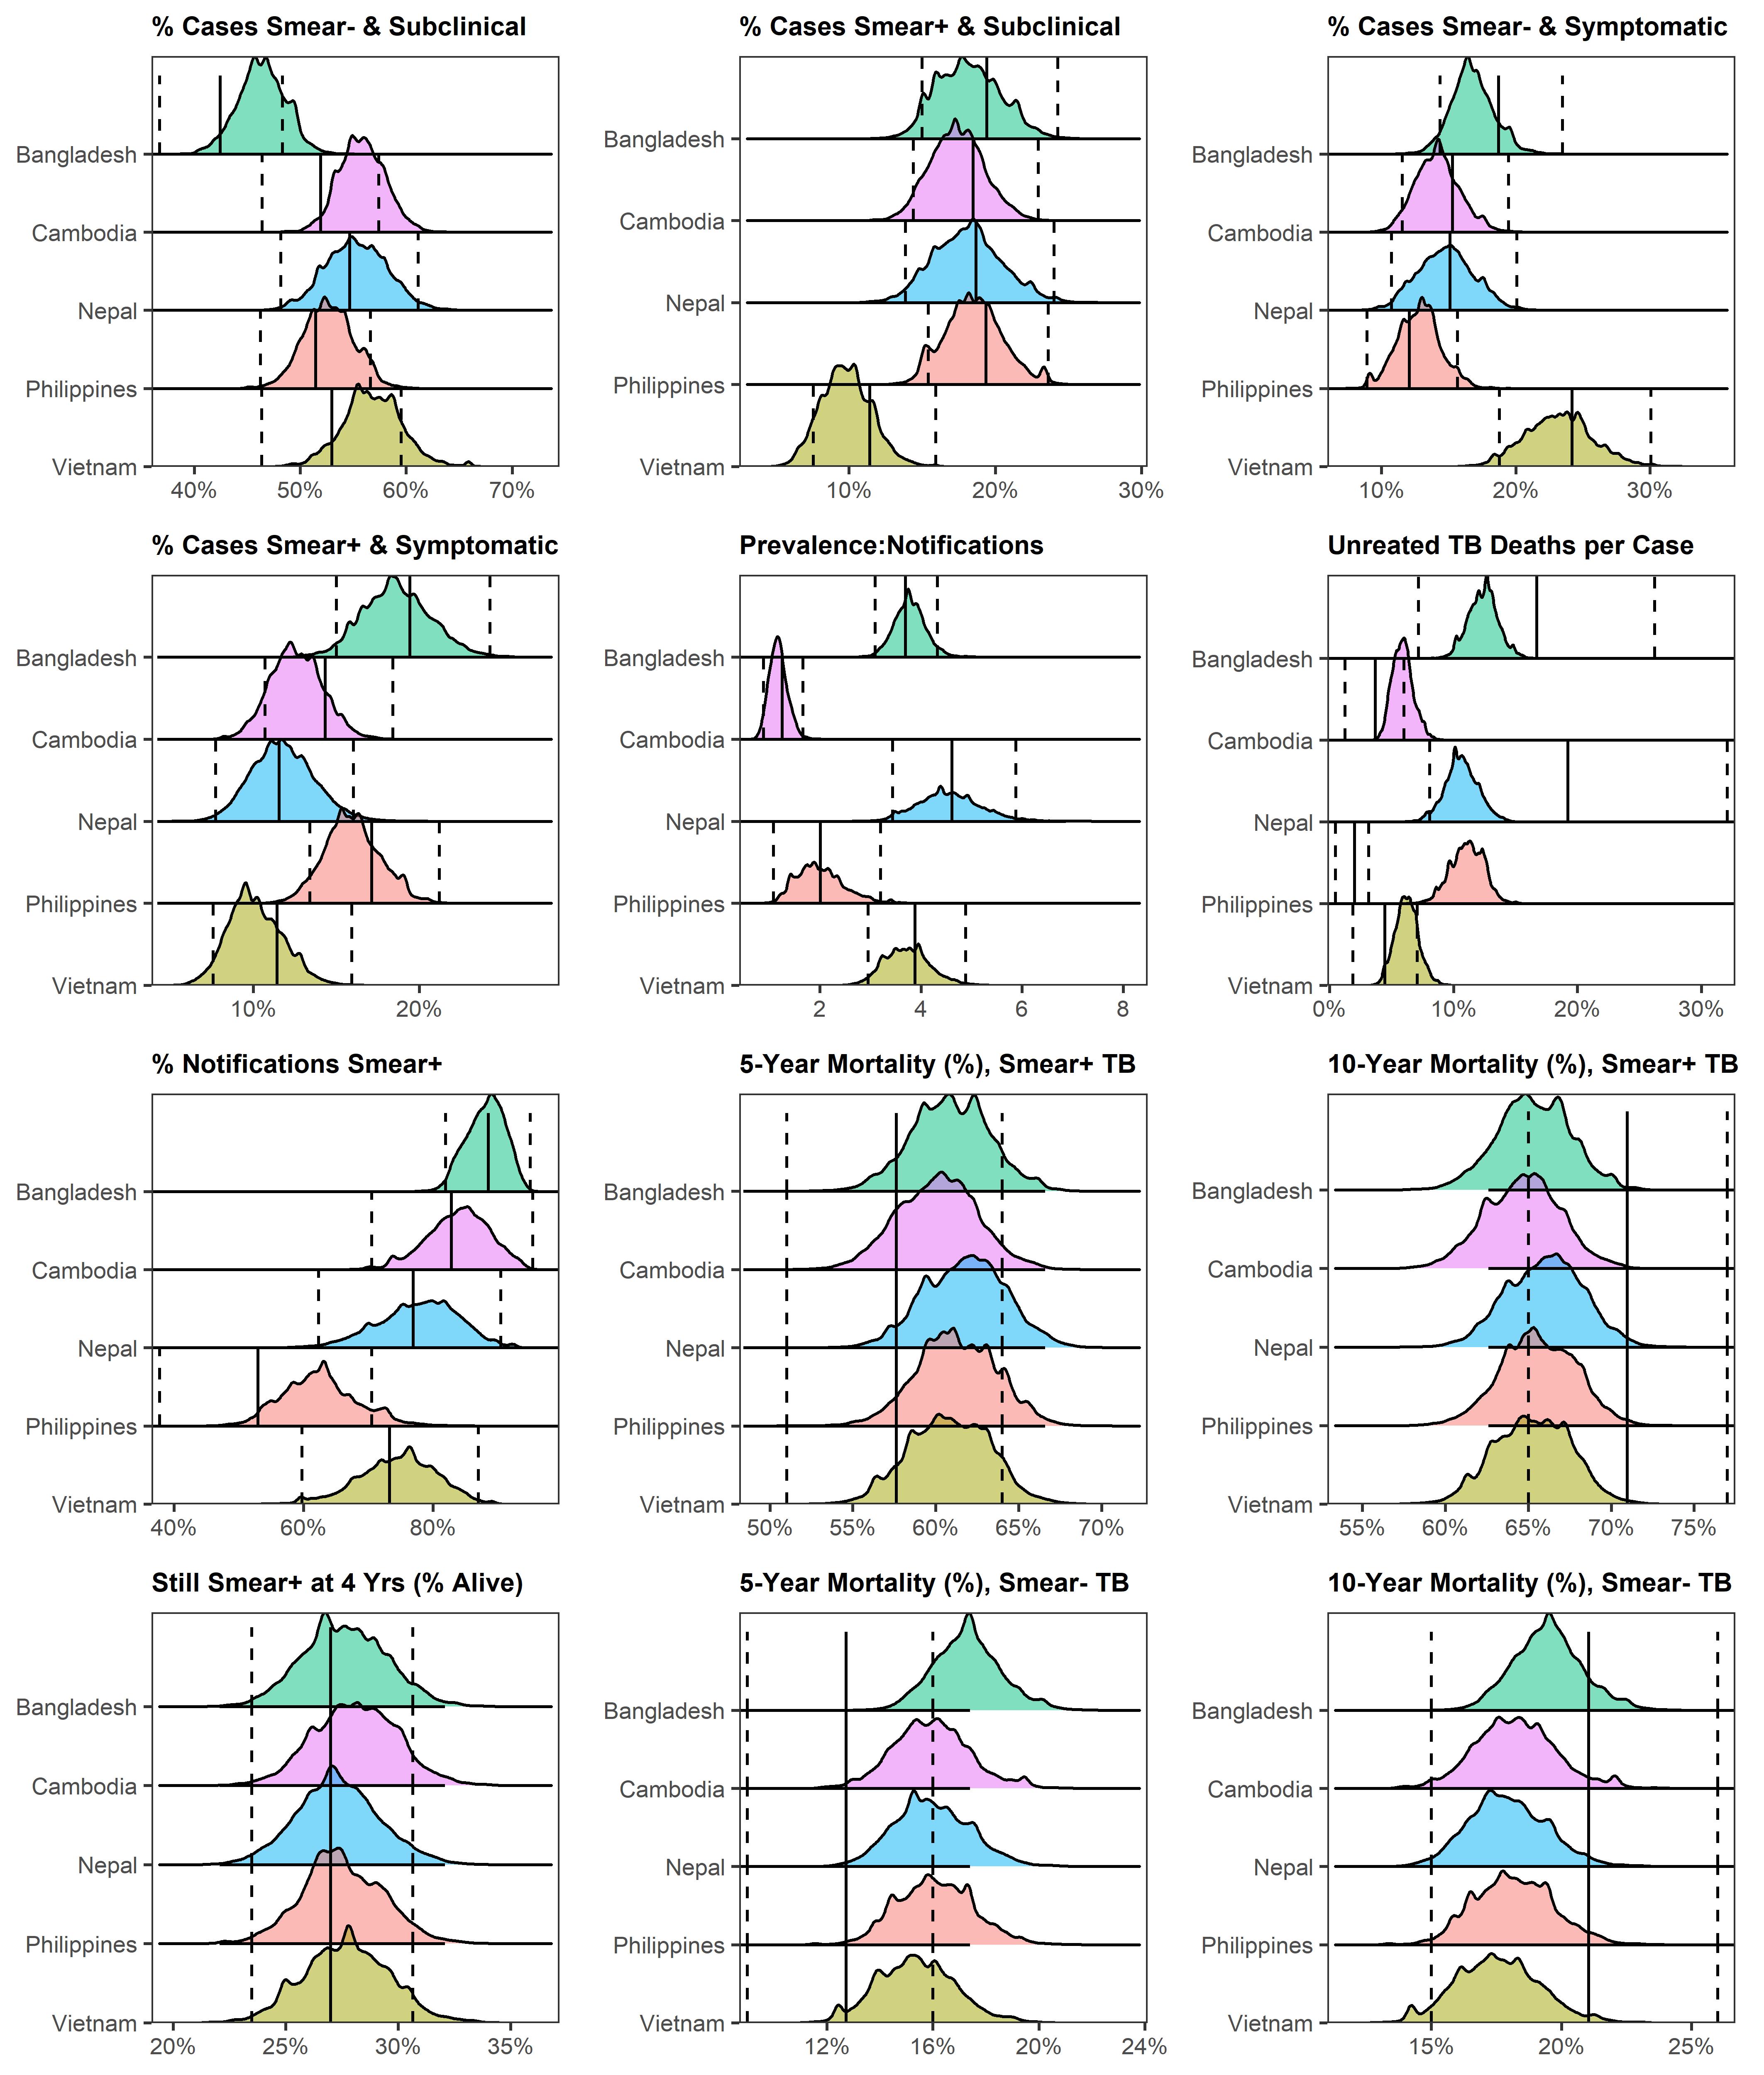 % Cases Smear- & Subclinical
% Cases Smear+ & Subclinical
% Cases Smear- & Symptomatic
Bangladesh
Cambodia
Nepal
Philippines
Vietnam
40% 50% 60% 70%
Bangladesh
Cambodia
Nepal
Philippines
Vietnam
10% 20% 30%
Bangladesh
Cambodia
Nepal
Philippines
Vietnam
10% 20% 30%
% Cases Smear+ & Symptomatic
Prevalence:Notifications
Unreated TB Deaths per Case
Bangladesh
Cambodia
Nepal
Philippines
Vietnam
10% 20%
Bangladesh
Cambodia
Nepal
Philippines
Vietnam
2 4 6 8
Bangladesh
Cambodia
Nepal
Philippines
Vietnam
0% 10% 20% 30%
% Notifications Smear+
5-Year Mortality (%), Smear+ TB
10-Year Mortality (%), Smear+ TB
Bangladesh
Cambodia
Nepal
Philippines
Vietnam
40% 60% 80%
Bangladesh
Cambodia
Nepal
Philippines
Vietnam
50% 55% 60% 65% 70%
Bangladesh
Cambodia
Nepal
Philippines
Vietnam
55% 60% 65% 70% 75%
Still Smear+ at 4 Yrs (% Alive)
5-Year Mortality (%), Smear- TB
10-Year Mortality (%), Smear- TB
Bangladesh
Cambodia
Nepal
Philippines
Vietnam
20% 25% 30% 35%
Bangladesh
Cambodia
Nepal
Philippines
Vietnam
12% 16% 20% 24%
Bangladesh
Cambodia
Nepal
Philippines
Vietnam
15% 20% 25%